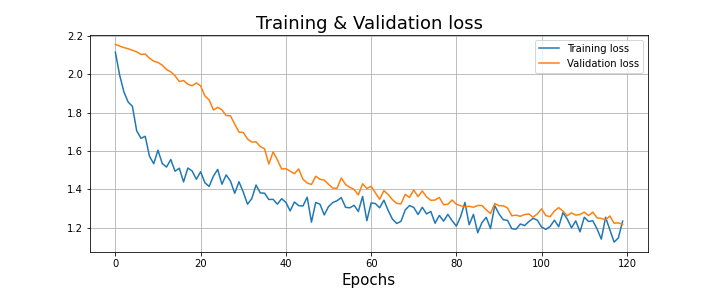 Training & Validation loss
Training loss
Validation loss
2.2
2.0
1.8
1.6
1.4
1.2
0 20 40 60 80 100 120
Epochs